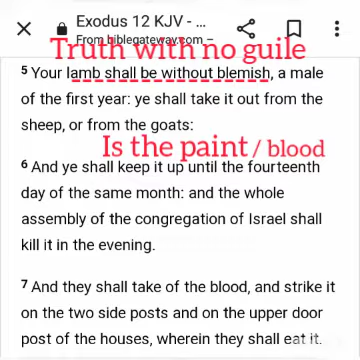 Exodus 12 KJV - ...
From biblegateway.com –
Truth with no guile
5 Your lamb shall be without blemish, a male
of the first year: ye shall take it out from the
sheep, or from the goats:
Is the paint / blood
6 And ye shall keep it up until the fourteenth
day of the same month: and the whole
assembly of the congregation of Israel shall
kill it in the evening.
7 And they shall take of the blood, and strike it
on the two side posts and on the upper door
post of the houses, wherein they shall eat it.